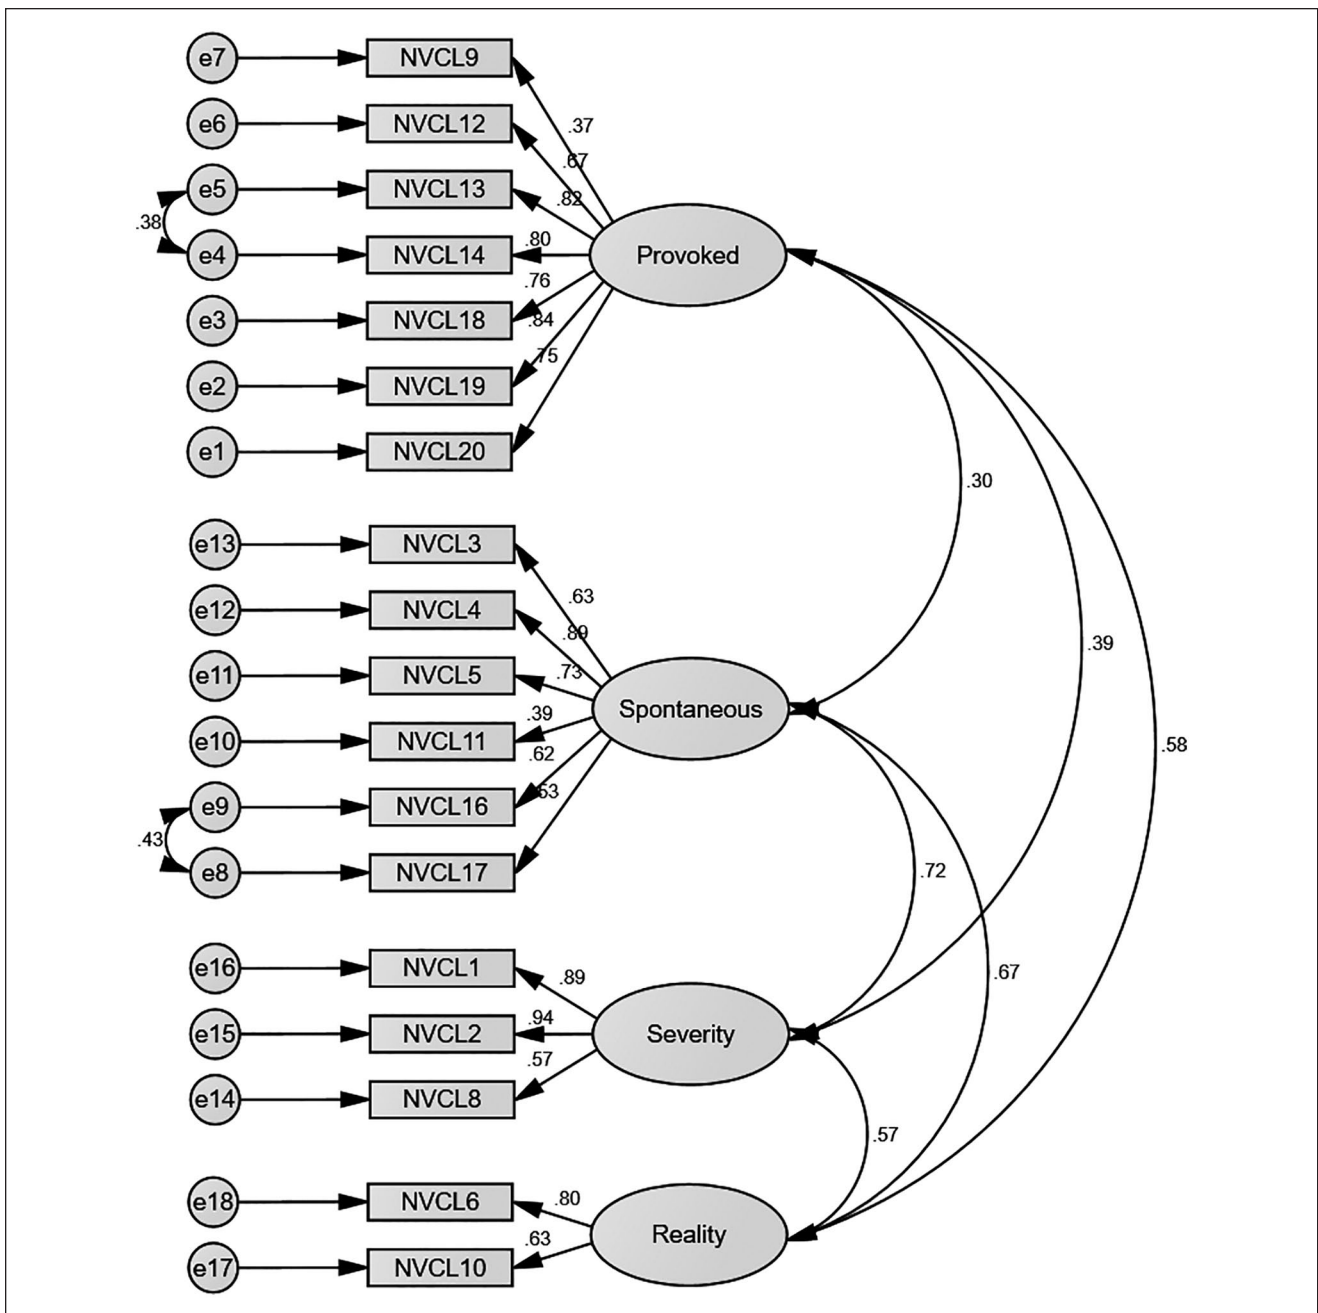 e7
NVCL9
.37
e6
NVCL12
.67
e5
NVCL13
.82
.38
e4
NVCL14
.80
Provoked
e3
NVCL18
.76
e2
NVCL19
.84
e1
NVCL20
.75
.30
.39
.58
e13
NVCL3
.63
e12
NVCL4
.89
e11
NVCL5
.73
Spontaneous
e10
NVCL11
.39
e9
NVCL16
.62
.43
e8
NVCL17
.53
.72
.67
e16
NVCL1
.89
e15
NVCL2
.94
Severity
e14
NVCL8
.57
.57
e18
NVCL6
.80
Reality
e17
NVCL10
.63